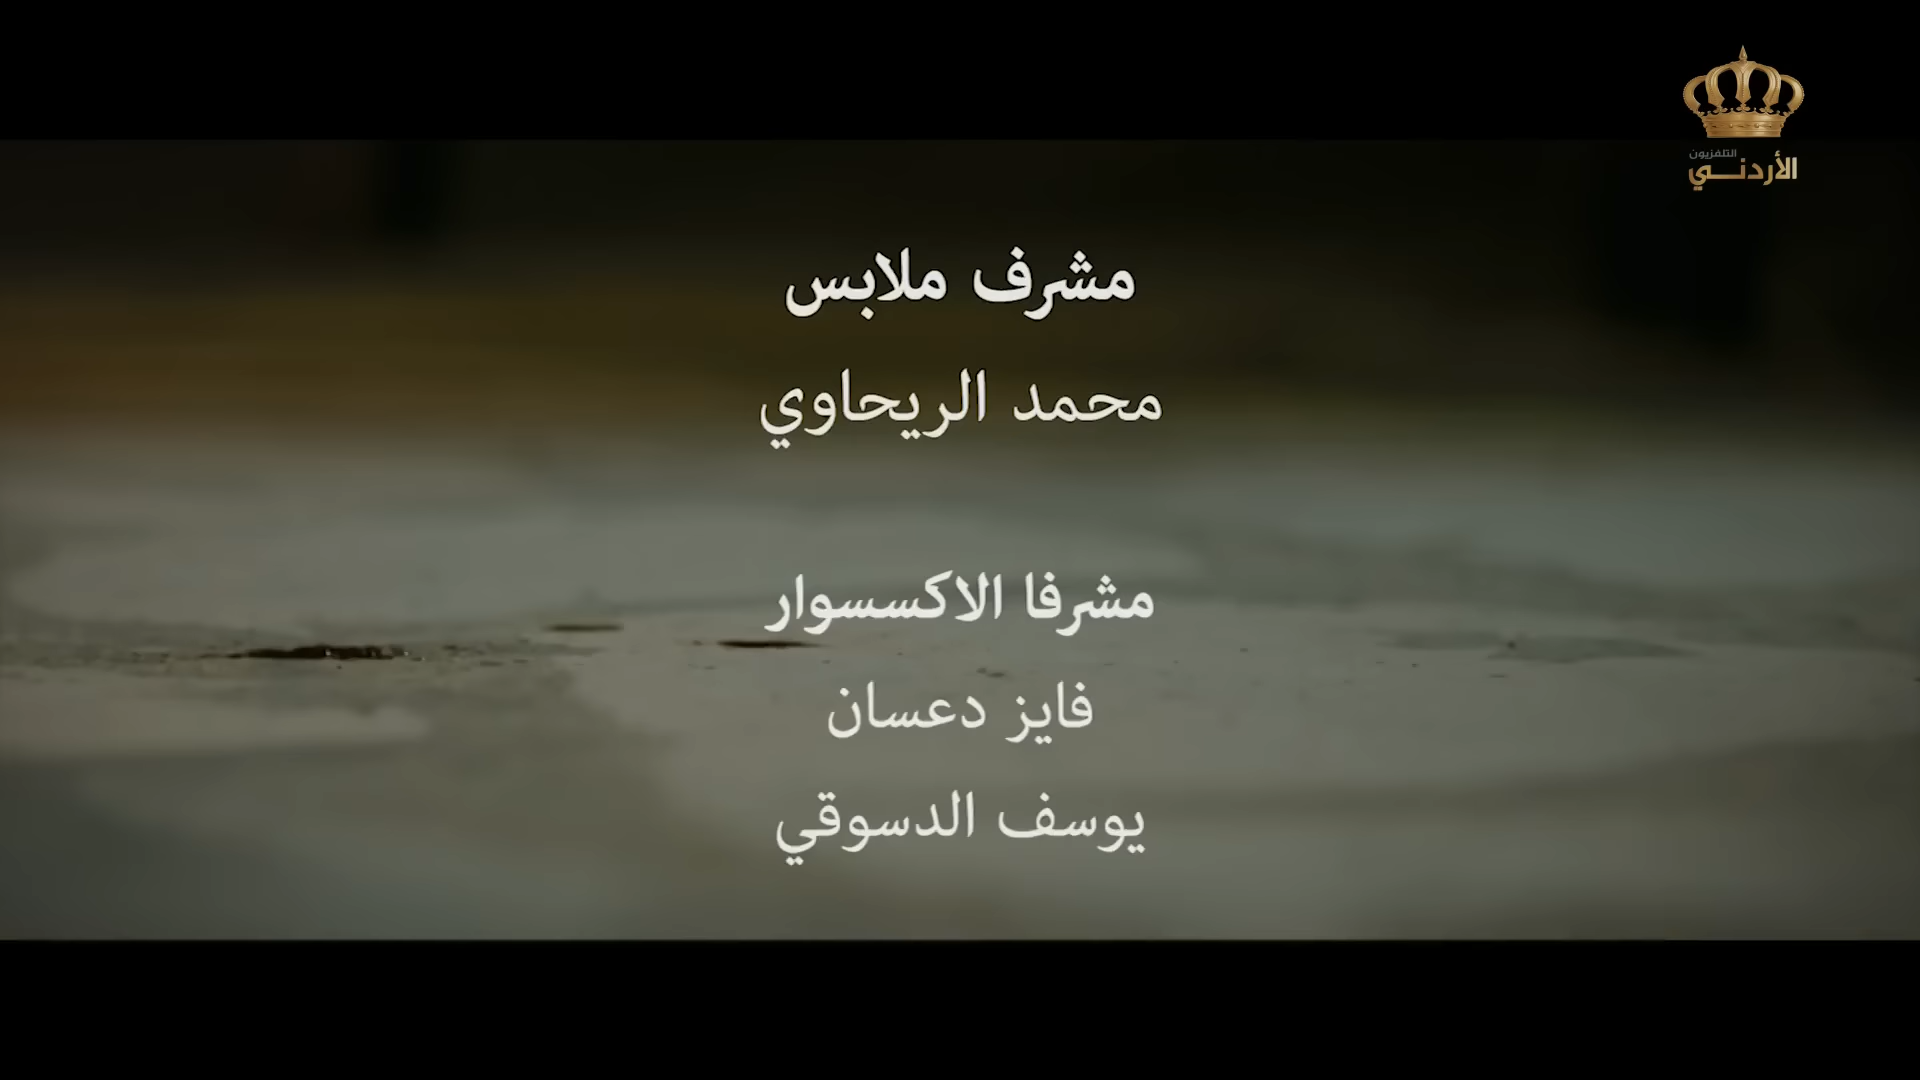 التلفزيون
الأردني
مشرف ملابس
محمد الريحاوي
مشرفا الاكسسوار
فايز دعسان
يوسف الدسوقي